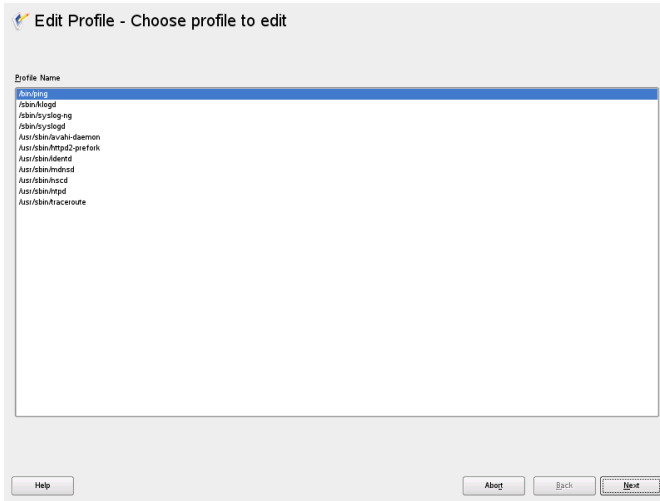 Edit Profile - Choose profile to edit
Profile Name
/bin/ping
/sbin/klogd
/sbin/syslog-ng
/sbin/syslogd
/usr/sbin/avahi-daemon
/usr/sbin/httpd2-prefork
/usr/sbin/identd
/usr/sbin/mdnsd
/usr/sbin/nscd
/usr/sbin/ntpd
/usr/sbin/traceroute
Help
Abort
Back
Next